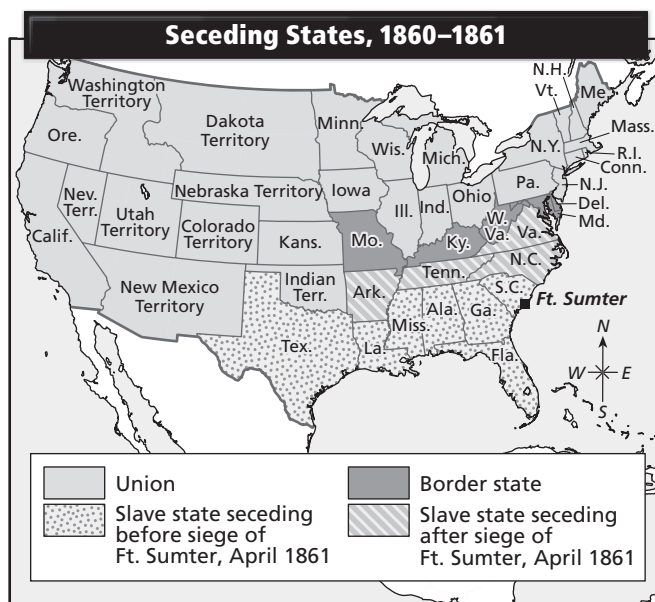 Seceding States, 1860–1861
N.H.
Vt.
Me.
Washington
Territory
Dakota
Territory
Minn.
Ore.
Wis.
Mich.
N.Y.
Mass.
R.I.
Conn.
Nebraska Territory
Iowa
Pa.
N.J.
Nev.
Terr.
Utah
Territory
Colorado
Territory
Ill.
Ind.
Ohio
Del.
Md.
W.
Va.
Va.
Calif.
Kans.
Mo.
Ky.
N.C.
Tenn.
New Mexico
Territory
Indian
Terr.
Ark.
S.C.
Ft. Sumter
Miss.
Ala.
Ga.
Tex.
La.
Fla.
N
W
E
S
Union
Border state
Slave state seceding
before siege of
Ft. Sumter, April 1861
Slave state seceding
after siege of
Ft. Sumter, April 1861